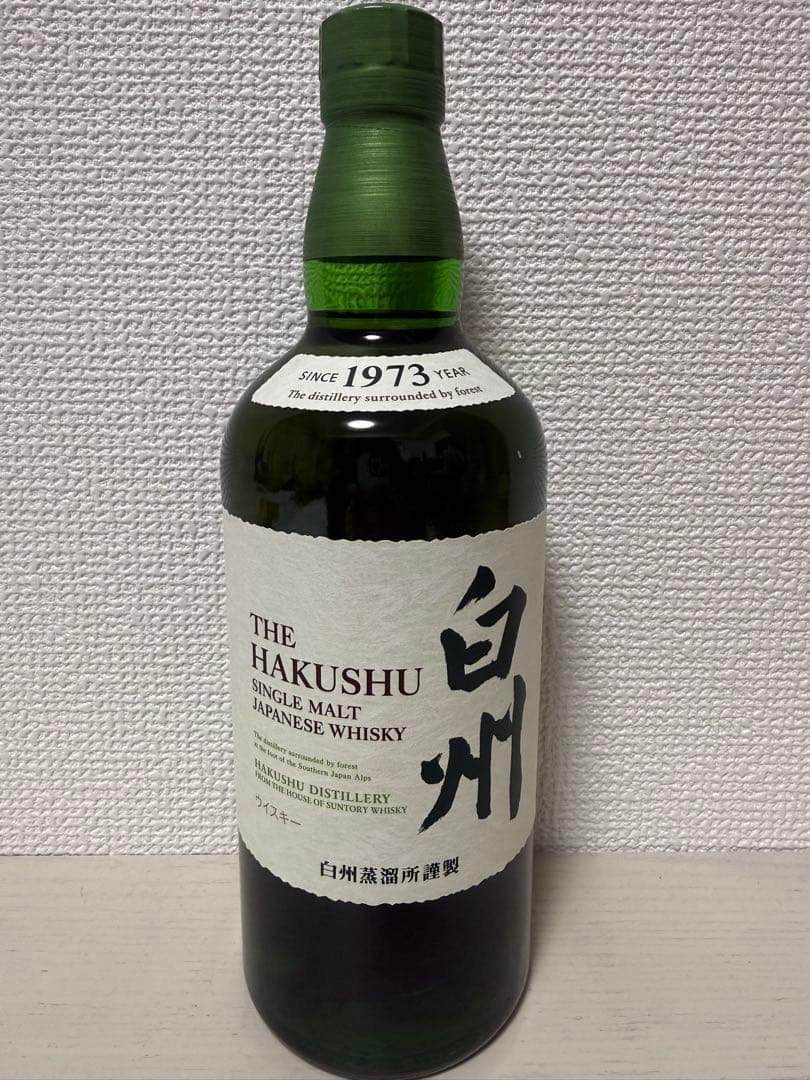 SINCE 1973 YEAR
The distillery surrounded by forest
THE
HAKUSHU
SINGLE MALT
JAPANESE WHISKY
The distillery surrounded by forest
at the foot of the Southern Japan Alps
HAKUSHU DISTILLERY
FROM THE HOUSE OF SUNTORY WHISKY
ウイスキー
白州
白州蒸溜所謹製